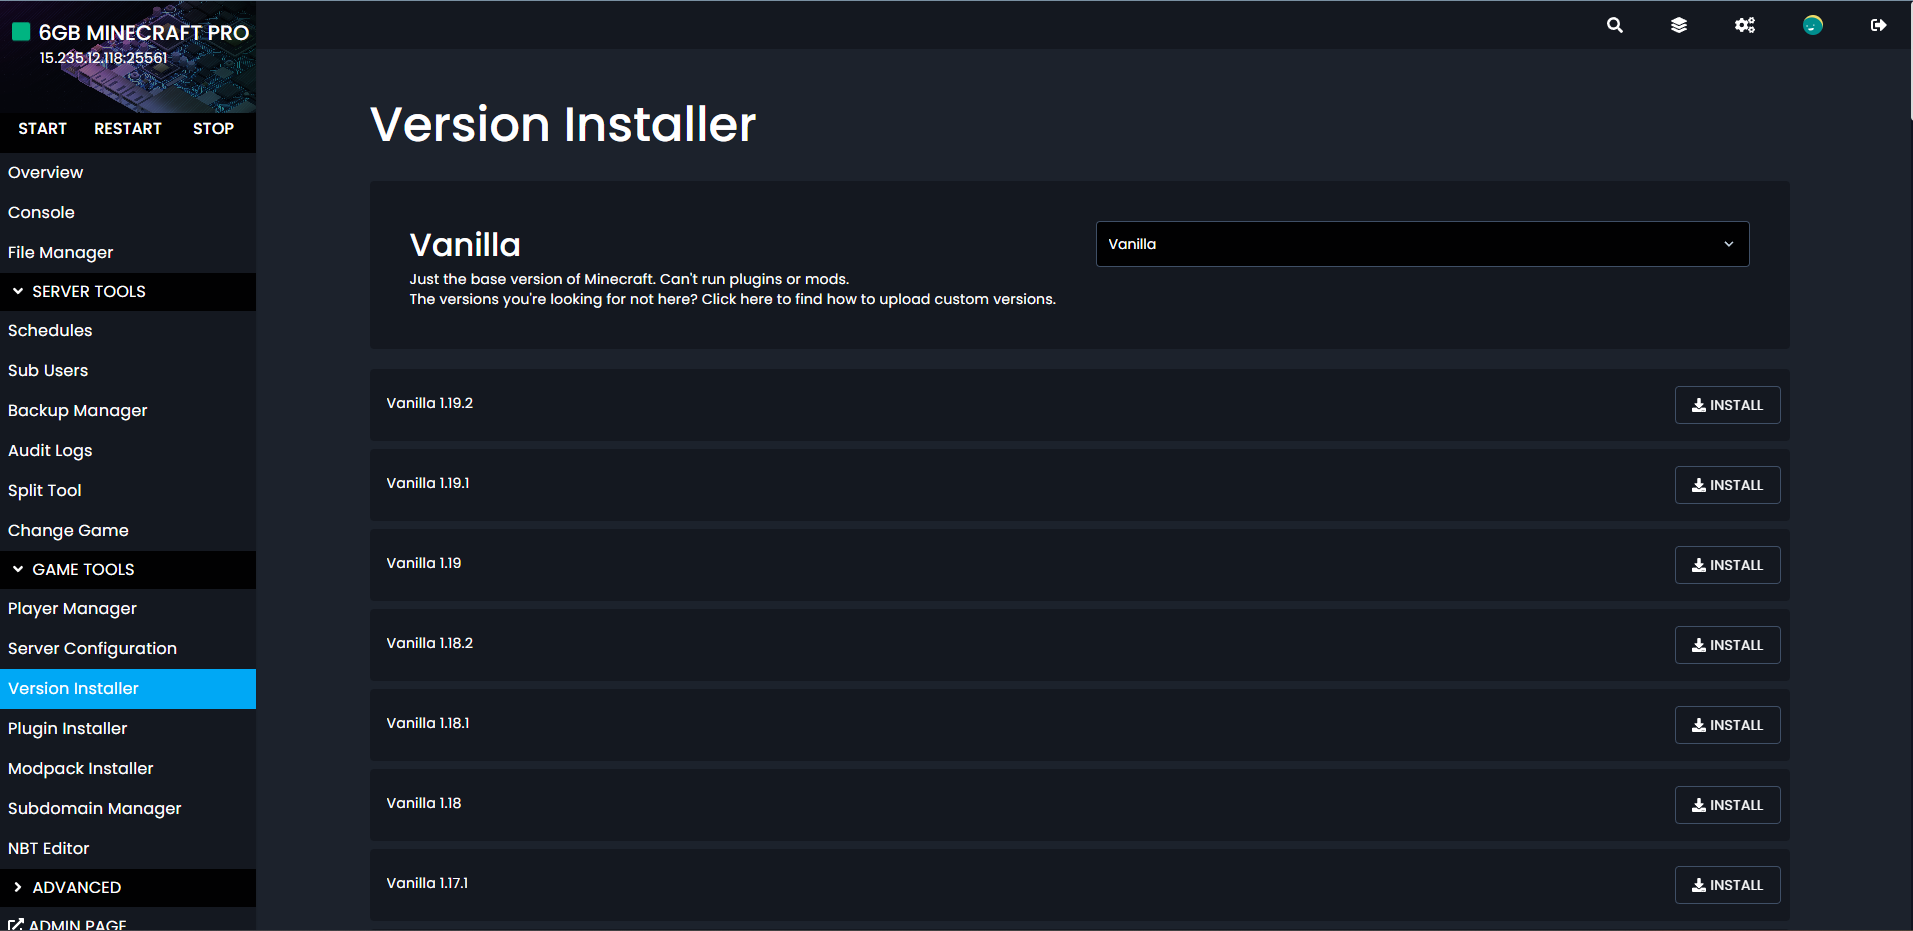 6GB MINECRAFT PRO
15.235.12.118:25561
START RESTART STOP
Overview
Console
File Manager
SERVER TOOLS
Schedules
Sub Users
Backup Manager
Audit Logs
Split Tool
Change Game
GAME TOOLS
Player Manager
Server Configuration
Version Installer
Plugin Installer
Modpack Installer
Subdomain Manager
NBT Editor
ADVANCED
ADMIN PAGE
Version Installer
Vanilla
Just the base version of Minecraft. Can't run plugins or mods.
The versions you're looking for not here? Click here to find how to upload custom versions.
Vanilla
Vanilla 1.19.2 INSTALL
Vanilla 1.19.1 INSTALL
Vanilla 1.19 INSTALL
Vanilla 1.18.2 INSTALL
Vanilla 1.18.1 INSTALL
Vanilla 1.18 INSTALL
Vanilla 1.17.1 INSTALL